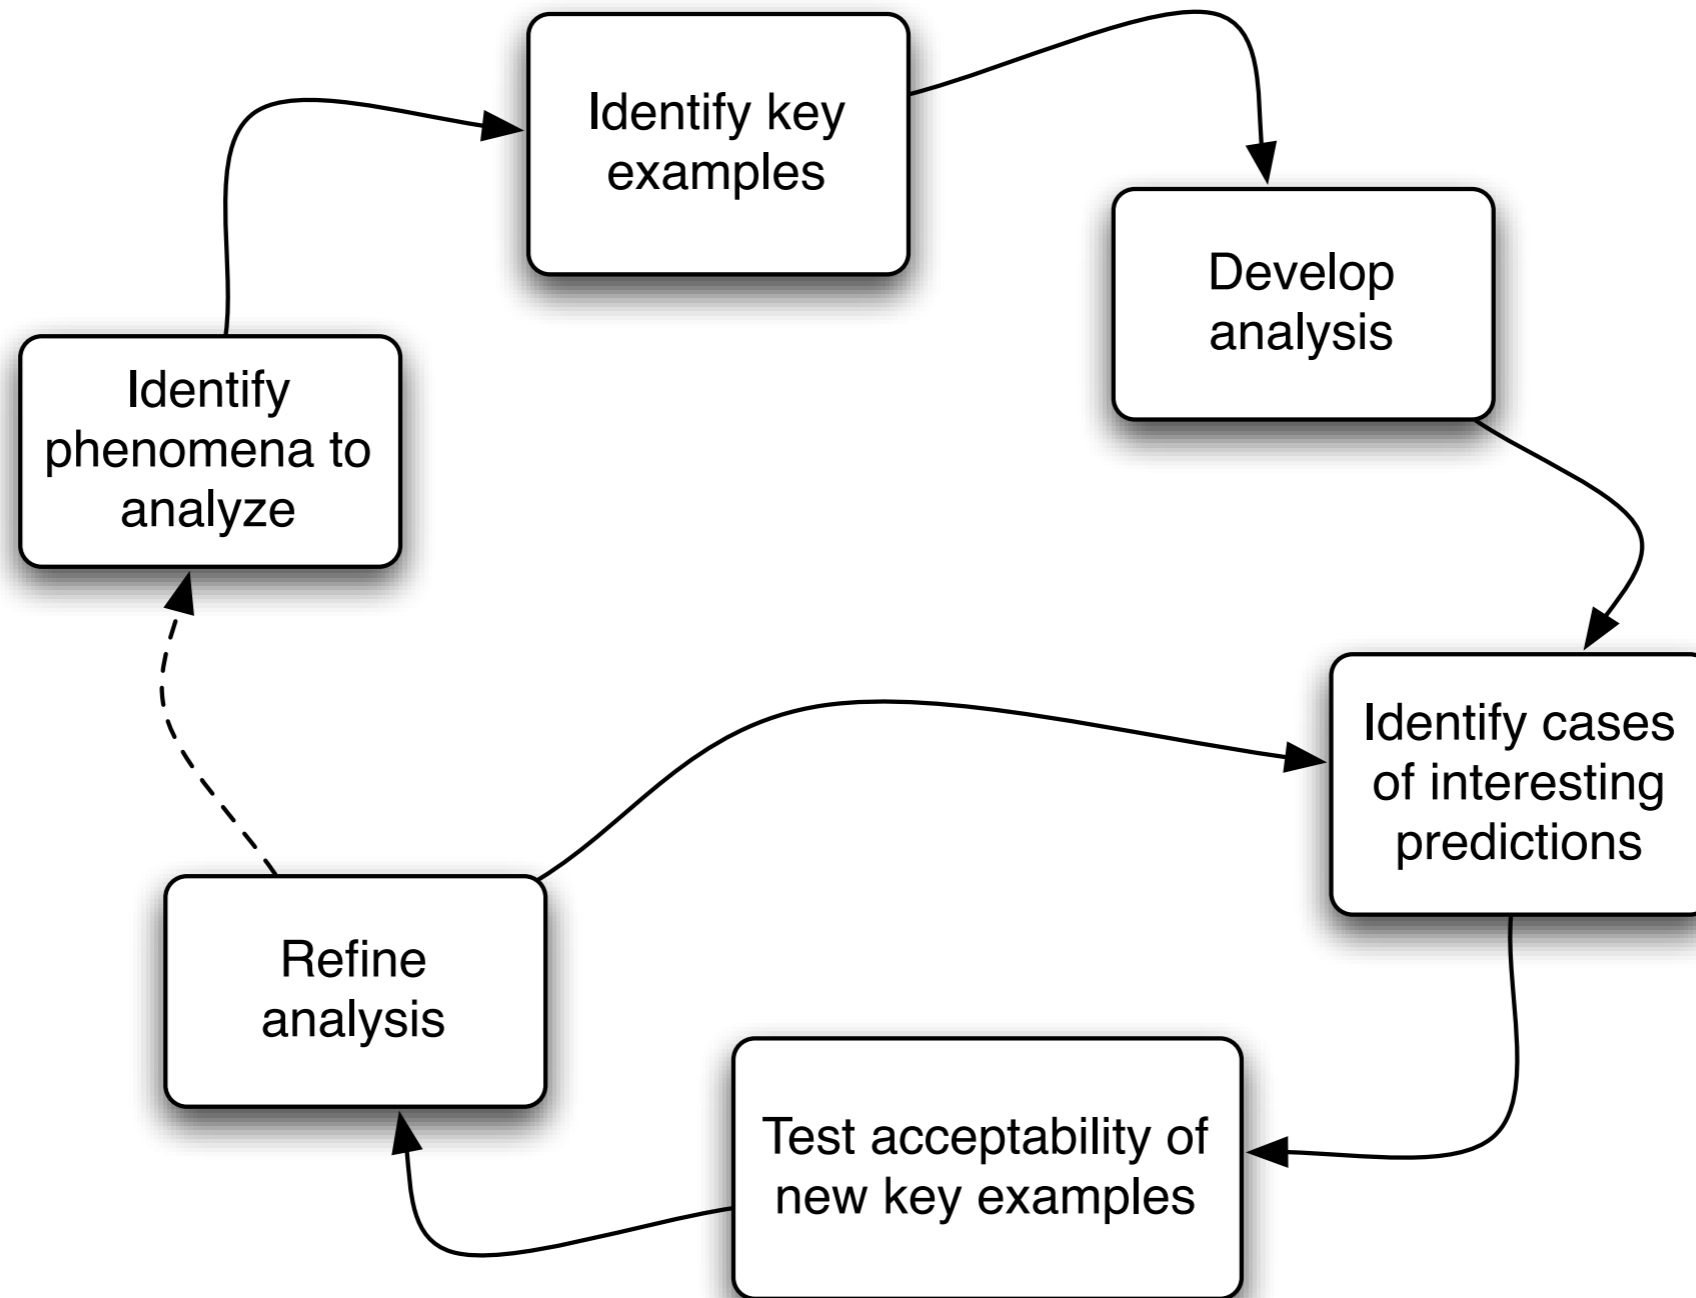 Identify key
examples
Develop
analysis
Identify
phenomena to
analyze
Identify cases
of interesting
predictions
Refine
analysis
Test acceptability of
new key examples